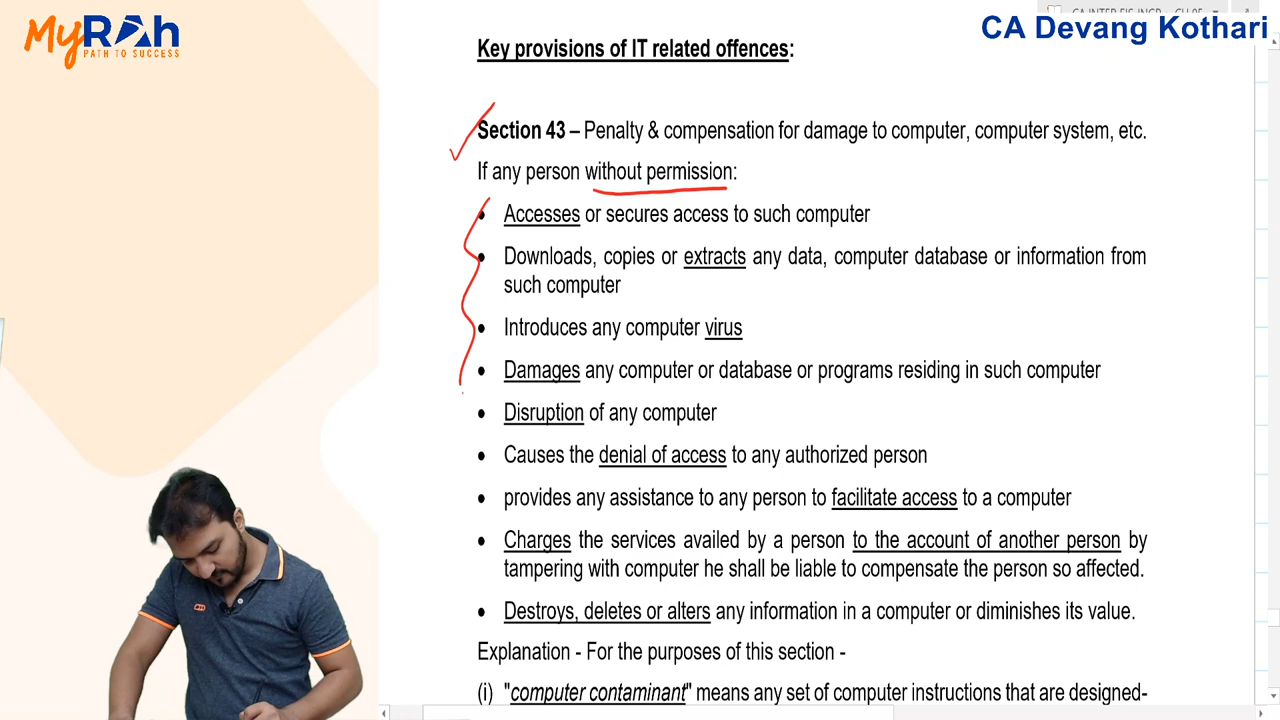 MyRAh
PATH TO SUCCESS
CA Devang Kothari
Key provisions of IT related offences:
Section 43 – Penalty & compensation for damage to computer, computer system, etc.
If any person without permission:
• Accesses or secures access to such computer
• Downloads, copies or extracts any data, computer database or information from
such computer
• Introduces any computer virus
• Damages any computer or database or programs residing in such computer
• Disruption of any computer
• Causes the denial of access to any authorized person
• provides any assistance to any person to facilitate access to a computer
• Charges the services availed by a person to the account of another person by
tampering with computer he shall be liable to compensate the person so affected.
• Destroys, deletes or alters any information in a computer or diminishes its value.
Explanation - For the purposes of this section -
(i) "computer contaminant" means any set of computer instructions that are designed-